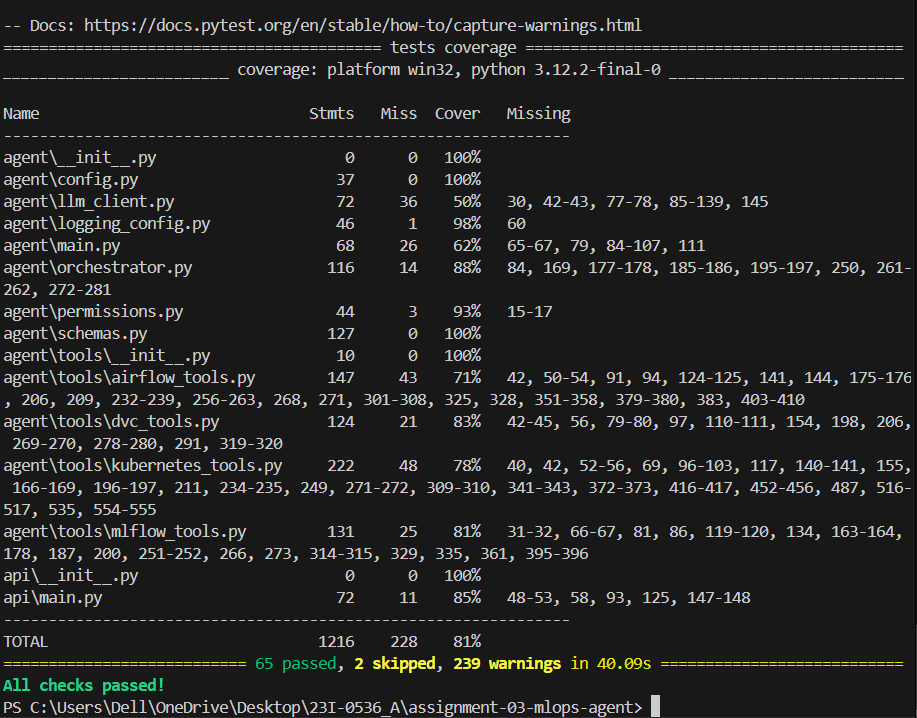 -- Docs: https://docs.pytest.org/en/stable/how-to/capture-warnings.html
========================================== tests coverage ==========================================
_________________________ coverage: platform win32, python 3.12.2-final-0 __________________________
Name                              Stmts   Miss  Cover   Missing
---------------------------------------------------------------
agent\__init__.py                     0      0   100%
agent\config.py                      37      0   100%
agent\llm_client.py                  72     36    50%   30, 42-43, 77-78, 85-139, 145
agent\logging_config.py              46      1    98%   60
agent\main.py                        68     26    62%   65-67, 79, 84-107, 111
agent\orchestrator.py               116     14    88%   84, 169, 177-178, 185-186, 195-197, 250, 261-
262, 272-281
agent\permissions.py                 44      3    93%   15-17
agent\schemas.py                    127      0   100%
agent\tools\__init__.py              10      0   100%
agent\tools\airflow_tools.py        147     43    71%   42, 50-54, 91, 94, 124-125, 141, 144, 175-176
, 206, 209, 232-239, 256-263, 268, 271, 301-308, 325, 328, 351-358, 379-380, 383, 403-410
agent\tools\dvc_tools.py            124     21    83%   42-45, 56, 79-80, 97, 110-111, 154, 198, 206,
 269-270, 278-280, 291, 319-320
agent\tools\kubernetes_tools.py     222     48    78%   40, 42, 52-56, 69, 96-103, 117, 140-141, 155,
 166-169, 196-197, 211, 234-235, 249, 271-272, 309-310, 341-343, 372-373, 416-417, 452-456, 487, 516-
517, 535, 554-555
agent\tools\mlflow_tools.py         131     25    81%   31-32, 66-67, 81, 86, 119-120, 134, 163-164,
178, 187, 200, 251-252, 266, 273, 314-315, 329, 335, 361, 395-396
api\__init__.py                       0      0   100%
api\main.py                          72     11    85%   48-53, 58, 93, 125, 147-148
---------------------------------------------------------------
TOTAL                              1216    228    81%
=========================== 65 passed, 2 skipped, 239 warnings in 40.09s ===========================
All checks passed!
PS C:\Users\Dell\OneDrive\Desktop\23I-0536_A\assignment-03-mlops-agent>